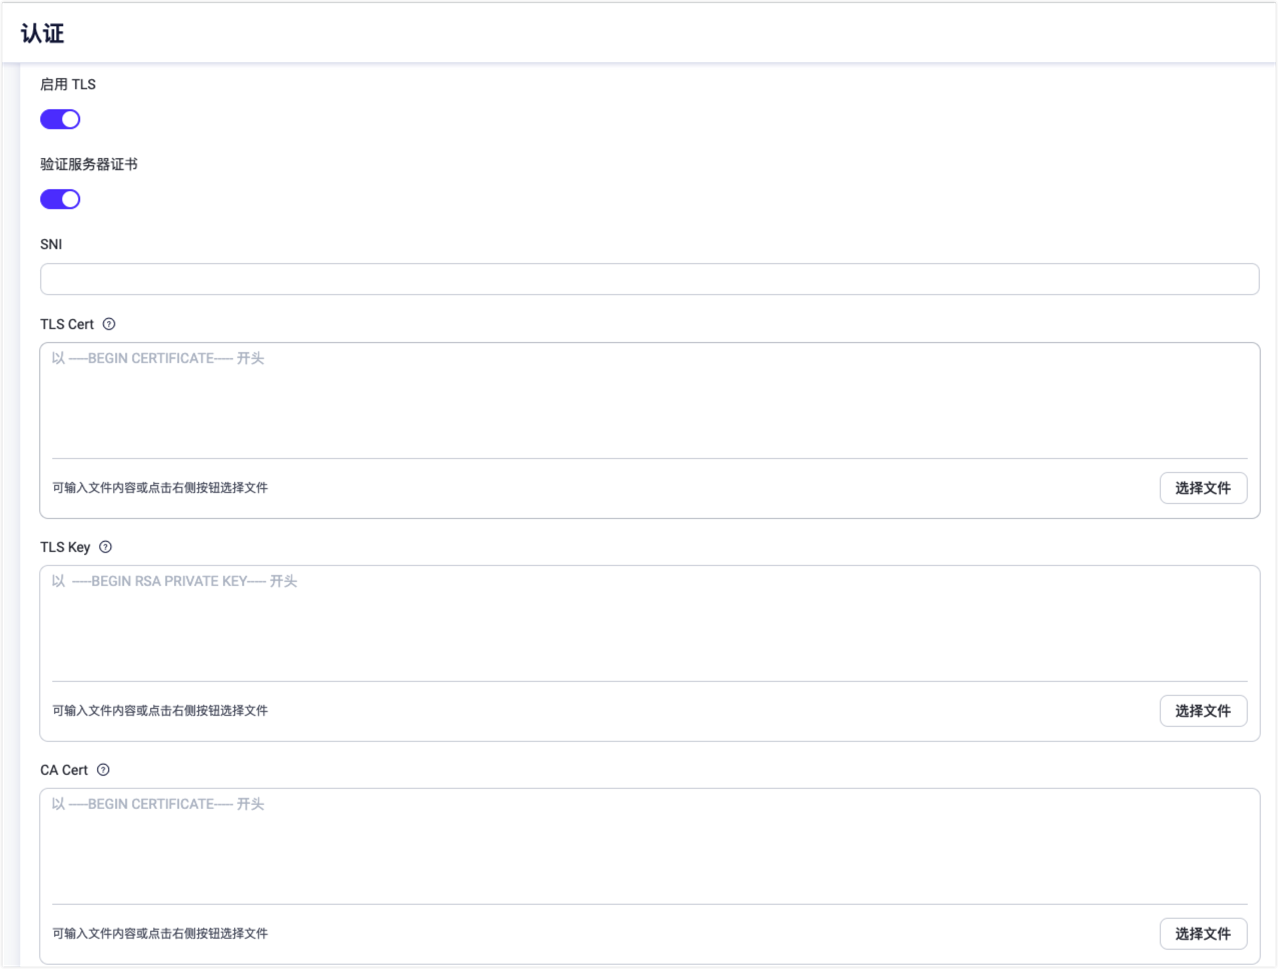 认证
启用 TLS
验证服务器证书
SNI
TLS Cert
以 -----BEGIN CERTIFICATE----- 开头
可输入文件内容或点击右侧按钮选择文件
选择文件
TLS Key
以 -----BEGIN RSA PRIVATE KEY----- 开头
可输入文件内容或点击右侧按钮选择文件
选择文件
CA Cert
以 -----BEGIN CERTIFICATE----- 开头
可输入文件内容或点击右侧按钮选择文件
选择文件